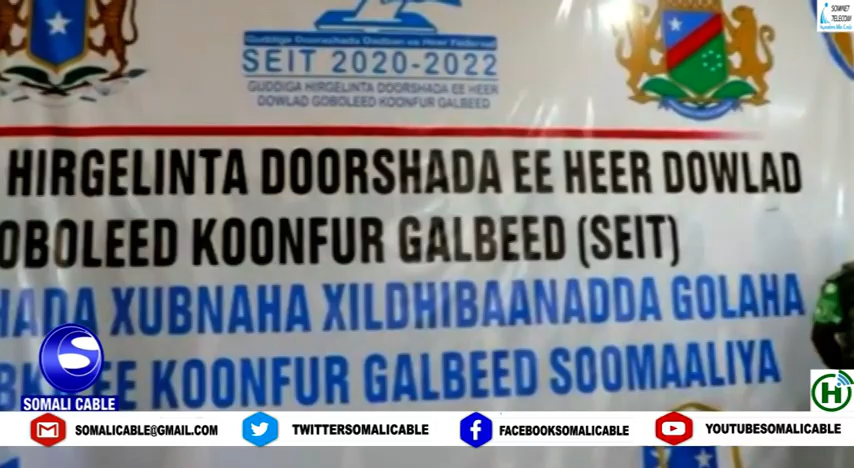 SOMNET
TELECOM
Guddiga Doorshada Dadban ee Heer Federaal
SEIT 2020-2022
GUDDIGA HIRGELINTA DOORSHADA EE HEER
DOWLAD GOBOLEED KOONFUR GALBEED
HIRGELINTA DOORSHADA EE HEER DOWLAD
OBOLEED KOONFUR GALBEED (SEIT)
HADA XUBNAHA XILDHIBAANADDA GOLAHA
EE KOONFUR GALBEED SOOMAALIYA
S
SOMALI CABLE
H
SOMALICABLE@GMAIL.COM
TWITTERSOMALICABLE
FACEBOOKSOMALICABLE
YOUTUBESOMALICABLE